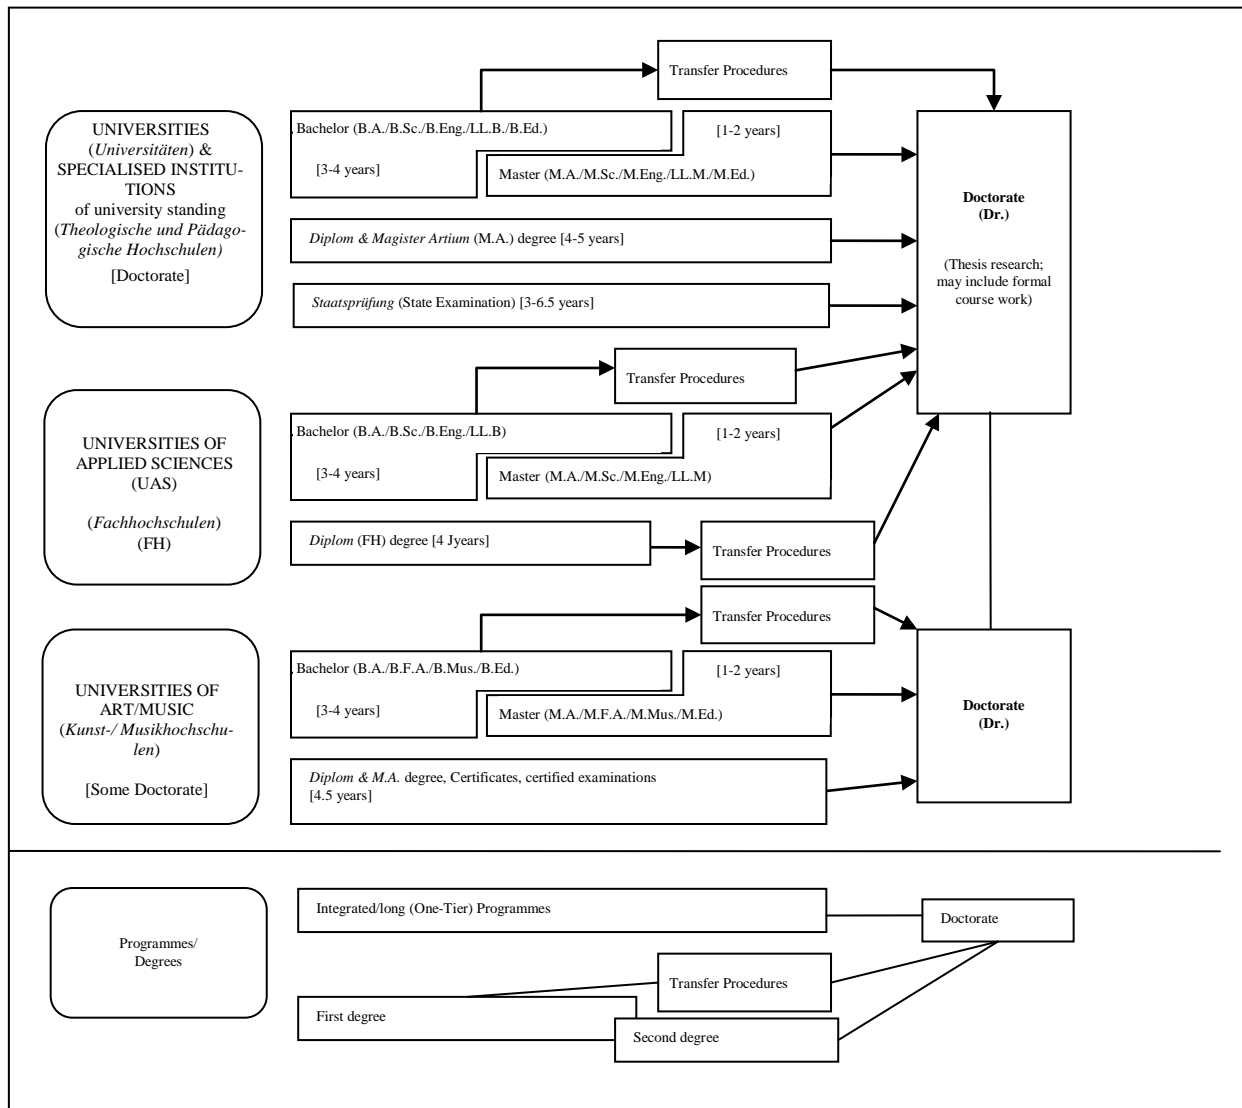 Transfer Procedures
UNIVERSITIES
(Universitäten) &
SPECIALISED INSTITU-
TIONS
of university standing
(Theologische und Pädago-
gische Hochschulen)
[Doctorate]
Bachelor (B.A./B.Sc./B.Eng./LL.B./B.Ed.)
[1-2 years]
[3-4 years]
Master (M.A./M.Sc./M.Eng./LL.M./M.Ed.)
Diplom & Magister Artium (M.A.) degree [4-5 years]
Staatsprüfung (State Examination) [3-6.5 years]
Doctorate
(Dr.)
(Thesis research;
may include formal
course work)
Transfer Procedures
UNIVERSITIES OF
APPLIED SCIENCES
(UAS)
(Fachhochschulen)
(FH)
Bachelor (B.A./B.Sc./B.Eng./LL.B)
[1-2 years]
[3-4 years]
Master (M.A./M.Sc./M.Eng./LL.M)
Diplom (FH) degree [4 Jyears]
Transfer Procedures
Transfer Procedures
UNIVERSITIES OF
ART/MUSIC
(Kunst-/ Musikhochschu-
len)
[Some Doctorate]
Bachelor (B.A./B.F.A./B.Mus./B.Ed.)
[1-2 years]
[3-4 years]
Master (M.A./M.F.A./M.Mus./M.Ed.)
Diplom & M.A. degree, Certificates, certified examinations
[4.5 years]
Doctorate
(Dr.)
Programmes/
Degrees
Integrated/long (One-Tier) Programmes
Doctorate
Transfer Procedures
First degree
Second degree